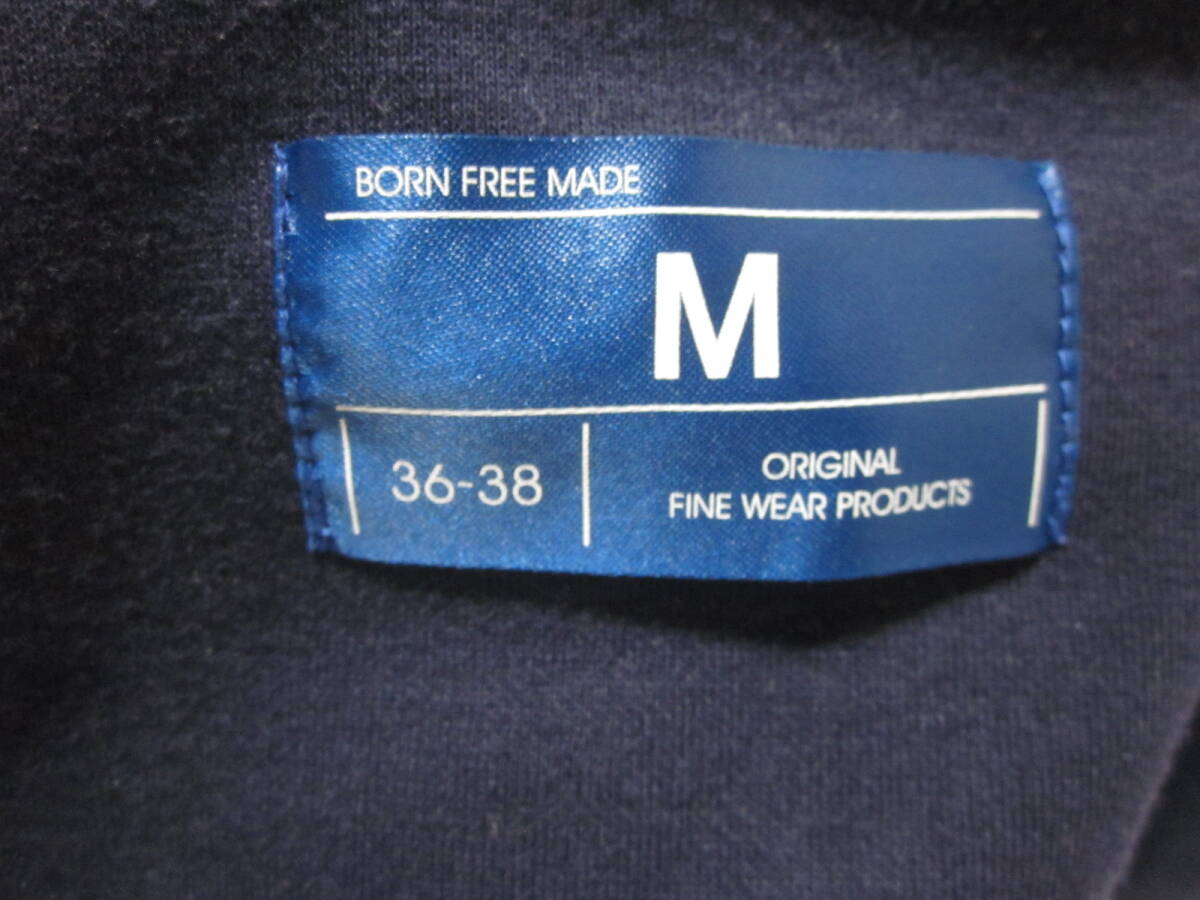 BORN FREE MADE
M
36-38
ORIGINAL
FINE WEAR PRODUCTS